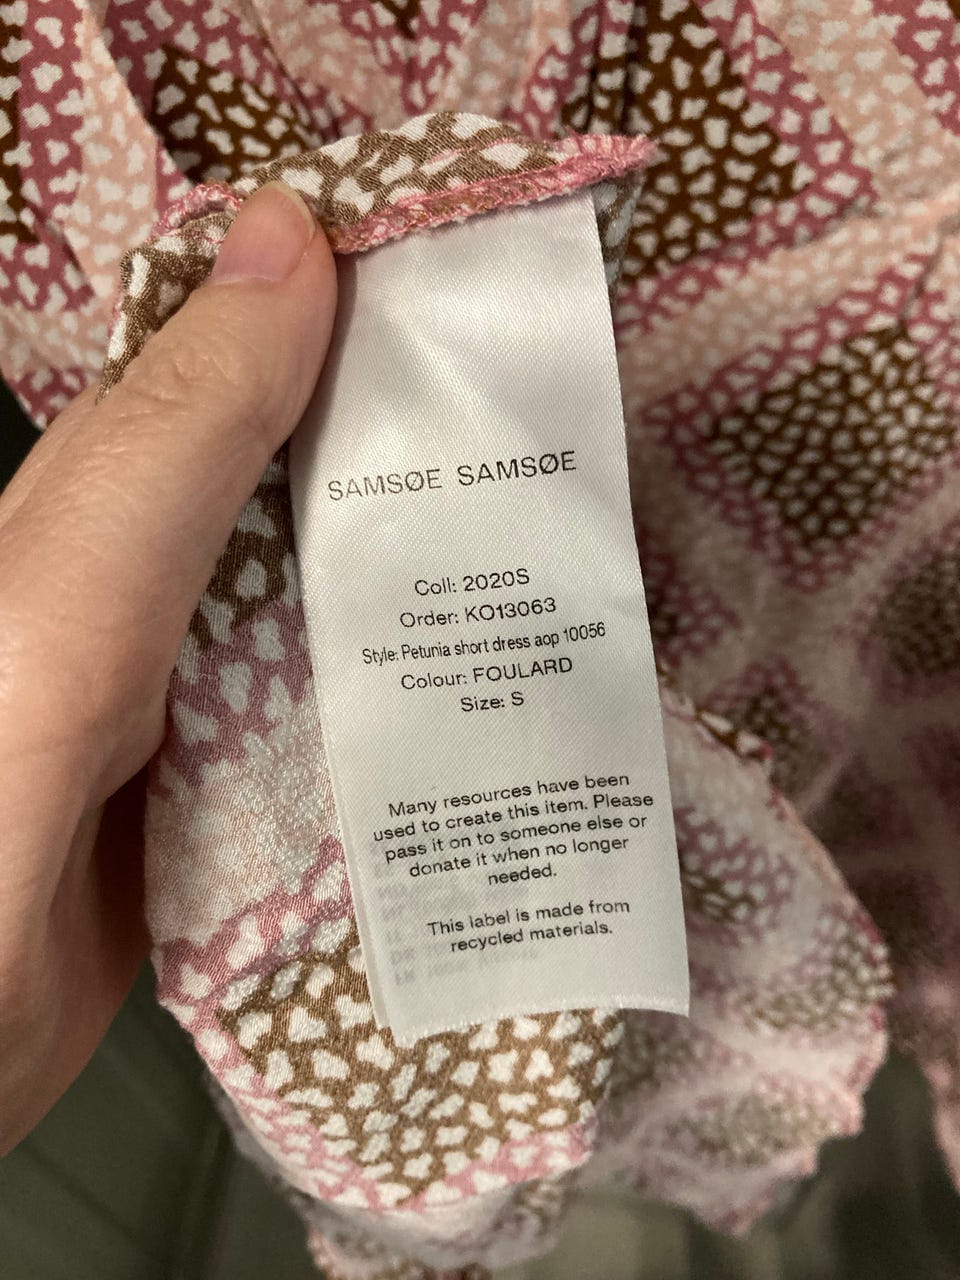 SAMSØE SAMSØE
Coll: 2020S
Order: KO13063
Style: Petunia short dress aop 10056
Colour: FOULARD
Size: S
Many resources have been
used to create this item. Please
pass it on to someone else or
donate it when no longer
needed.
This label is made from
recycled materials.